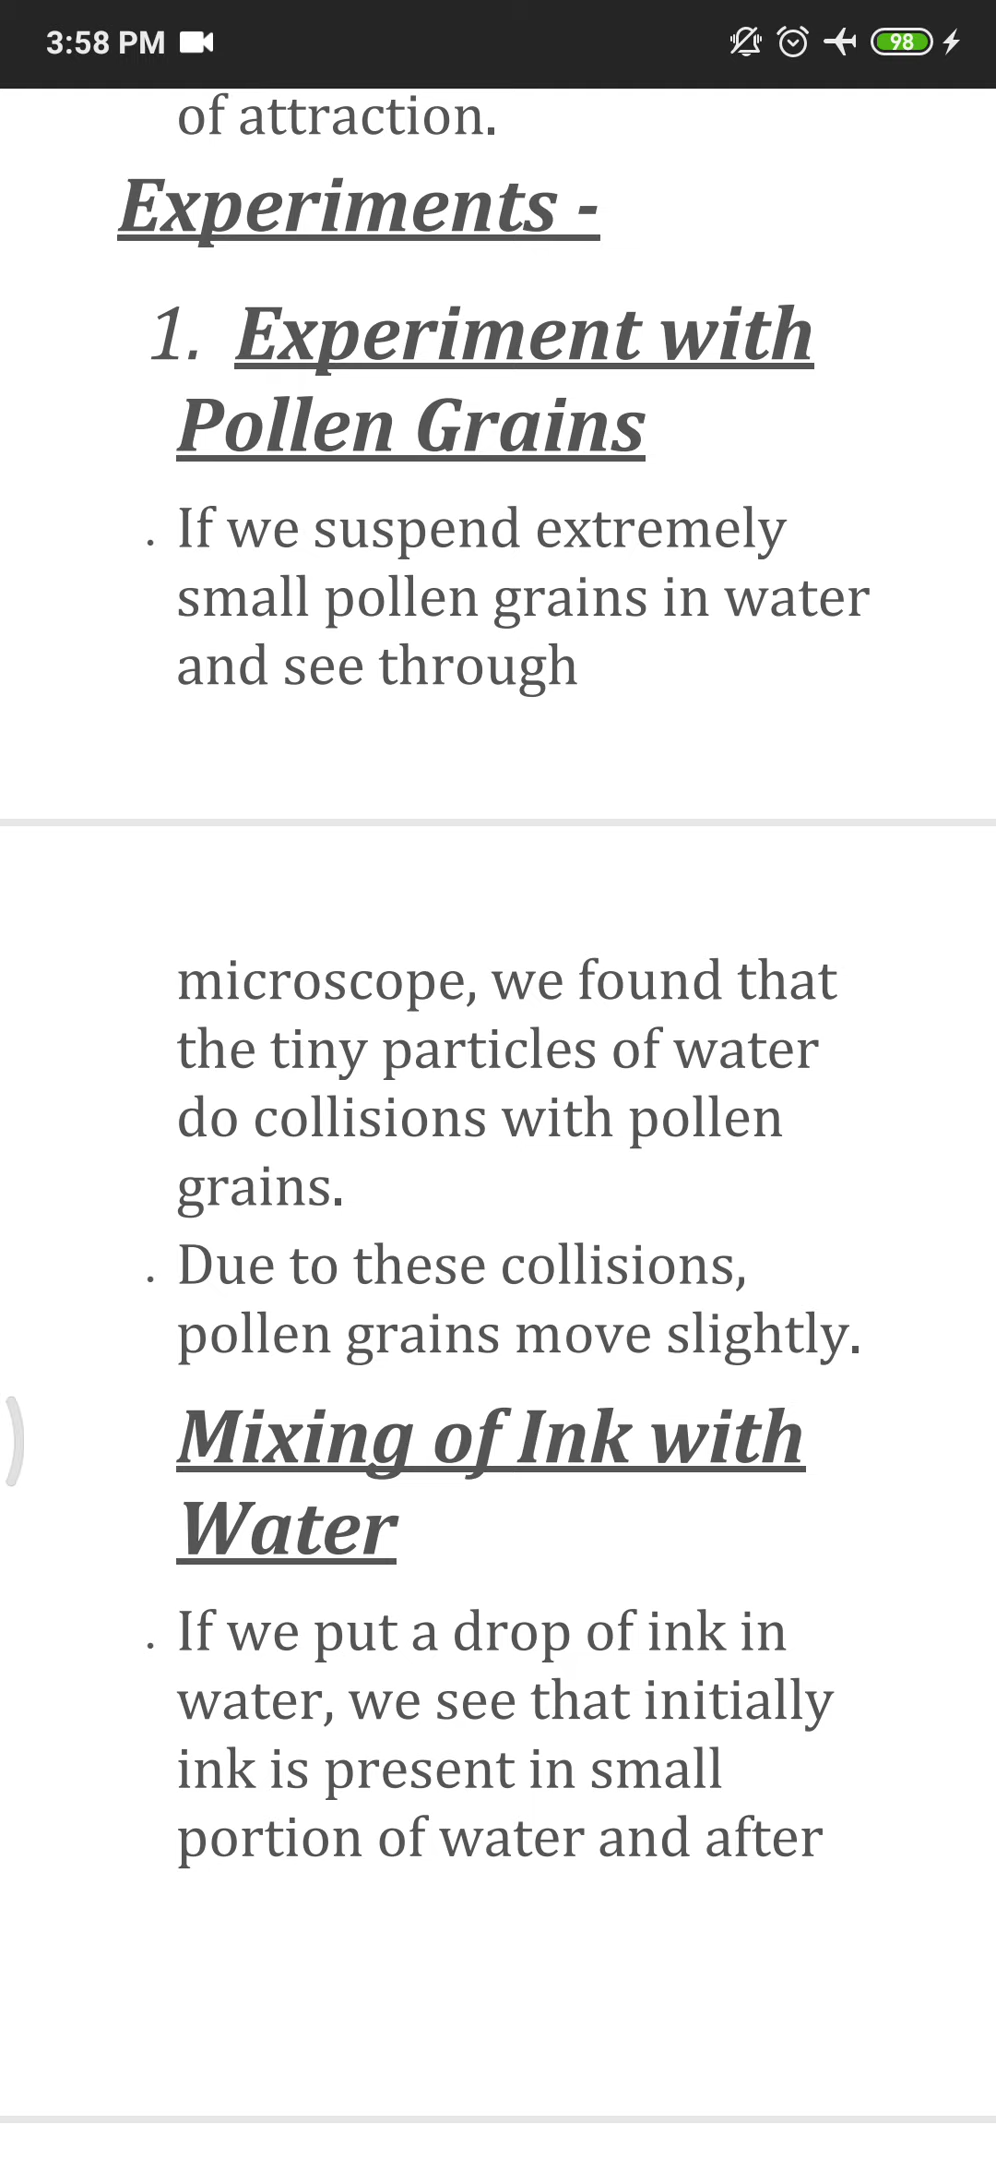 3:58 PM
98
of attraction.
Experiments -
1. Experiment with
Pollen Grains
. If we suspend extremely
small pollen grains in water
and see through
microscope, we found that
the tiny particles of water
do collisions with pollen
grains.
. Due to these collisions,
pollen grains move slightly.
Mixing of Ink with
Water
. If we put a drop of ink in
water, we see that initially
ink is present in small
portion of water and after